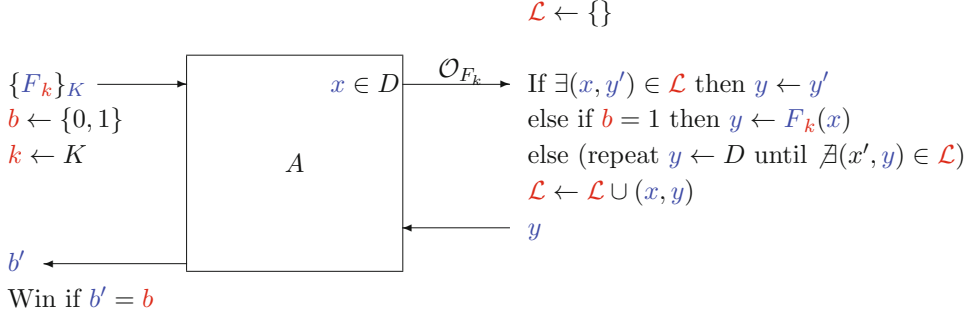 𝓛 ← {}
{F_k}_K
x ∈ D
𝒪_{F_k}
If ∃(x, y′) ∈ 𝓛 then y ← y′
b ← {0, 1}
else if b = 1 then y ← F_k(x)
k ← K
A
else (repeat y ← D until ∄(x′, y) ∈ 𝓛)
𝓛 ← 𝓛 ∪ (x, y)
y
b′
Win if b′ = b